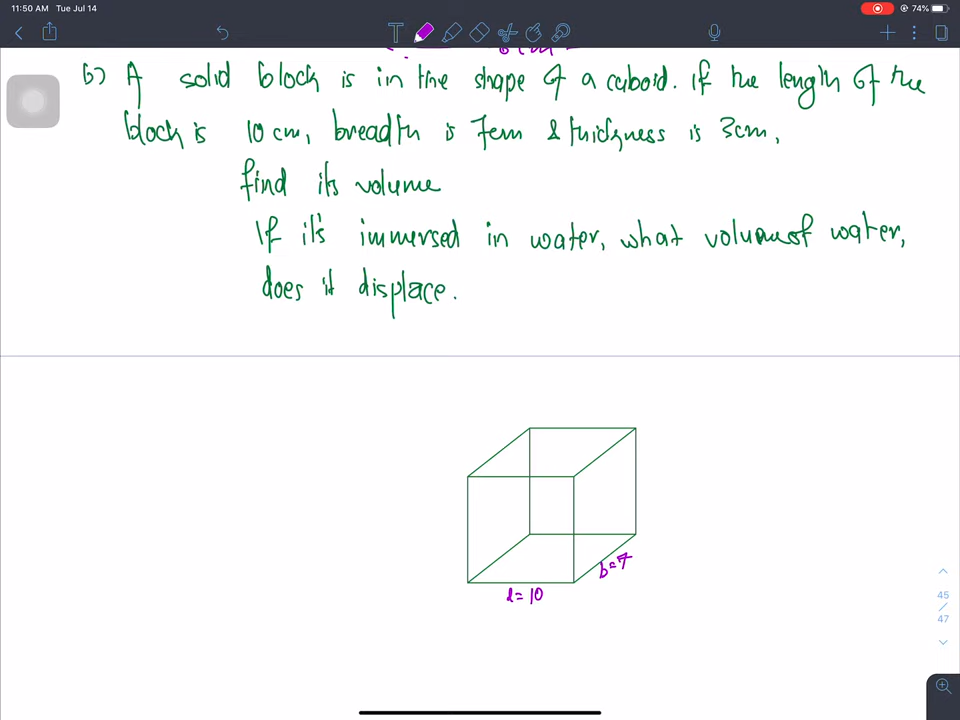 11:50 AM Tue Jul 14
74%
T
b) A solid block is in the shape of a cuboid. if the length of the
block is 10 cm, breadth is 7cm & thickness is 3cm,
find its volume
If it's immersed in water, what volume of water,
does it displace.
b=7
l=10
45
/
47